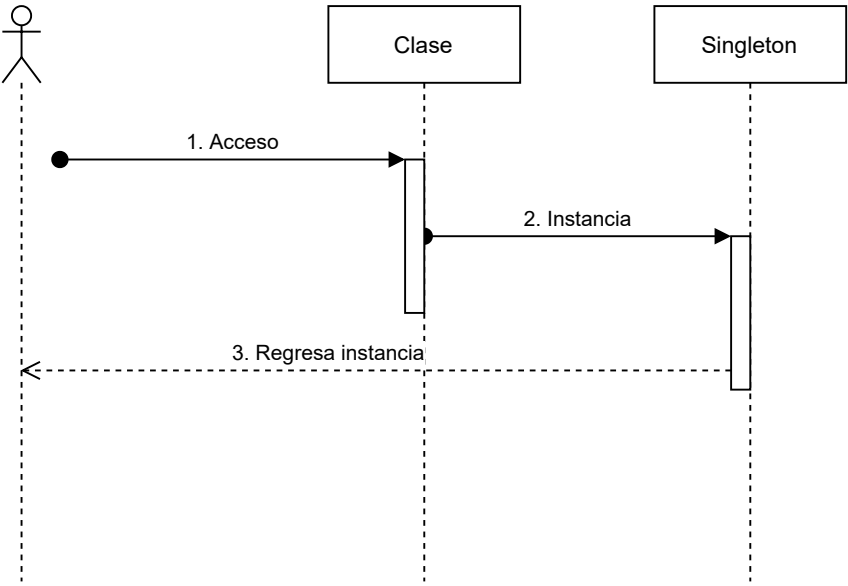 Clase
Singleton
1. Acceso
2. Instancia
3. Regresa instancia